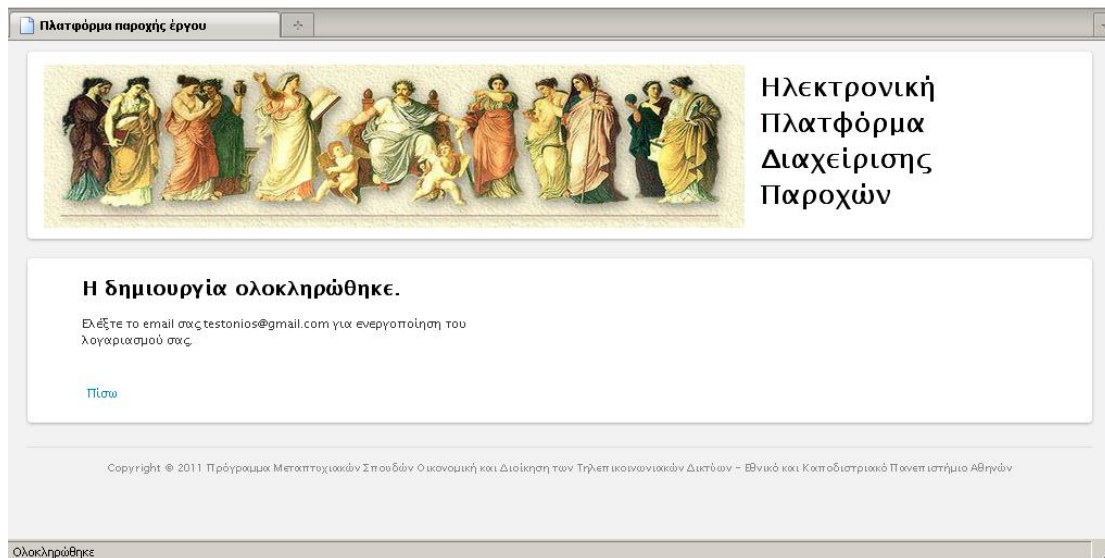 Πλατφόρμα παροχής έργου
Ηλεκτρονική
Πλατφόρμα
Διαχείρισης
Παροχών
Η δημιουργία ολοκληρώθηκε.
Ελέξτε το email σας testonios@gmail.com για ενεργοποίηση του
λογαριασμού σας.
Πίσω
Copyright © 2011 Πρόγραμμα Μεταπτυχιακών Σπουδών Οικονομική και Διοίκηση των Τηλεπικοινωνιακών Δικτύων - Εθνικό και Καποδιστριακό Πανεπιστήμιο Αθηνών
Ολοκληρώθηκε